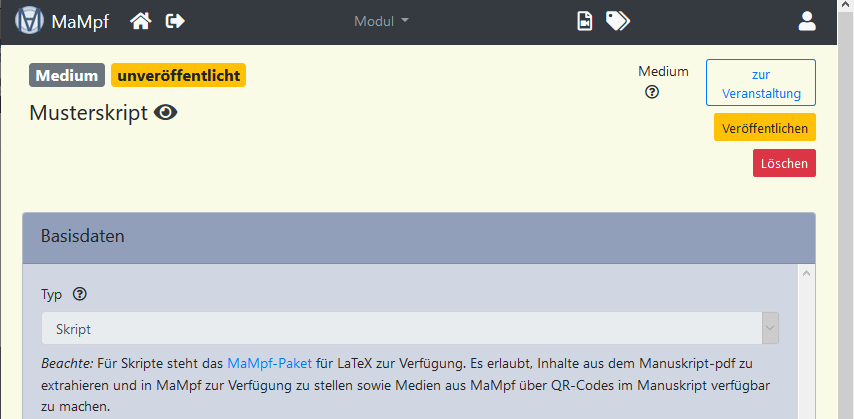 MaMpf
Modul
Medium unveröffentlicht
Musterskript
Medium
zur
Veranstaltung
Veröffentlichen
Löschen
Basisdaten
Typ
Skript
Beachte: Für Skripte steht das MaMpf-Paket für LaTeX zur Verfügung. Es erlaubt, Inhalte aus dem Manuskript-pdf zu
extrahieren und in MaMpf zur Verfügung zu stellen sowie Medien aus MaMpf über QR-Codes im Manuskript verfügbar
zu machen.